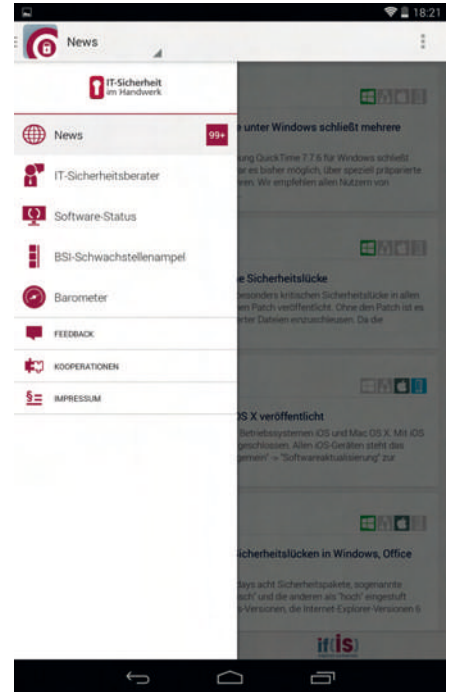 18:21
News
IT-Sicherheit
im Handwerk
News
99+
IT-Sicherheitsberater
Software-Status
BSI-Schwachstellenampel
Barometer
FEEDBACK
KOOPERATIONEN
IMPRESSUM
e unter Windows schließt mehrere
ung QuickTime 7.7.6 für Windows schließt
ar es bisher möglich, über speziell präparierte
ren. Wir empfehlen allen Nutzern von
e Sicherheitslücke
besonders kritischen Sicherheitslücke in allen
en Patch veröffentlicht. Ohne den Patch ist es
rter Dateien einzuschleusen. Da die
OS X veröffentlicht
Betriebssystemen iOS und Mac OS X. Mit iOS
geschlossen. Allen iOS-Geräten steht das
gemein" -> "Softwareaktualisierung" zur
icherheitslücken in Windows, Office
days acht Sicherheitspakete, sogenannte
sch" und die anderen als "hoch" eingestuft
s-Versionen, die Internet-Explorer-Versionen 6
if(is)